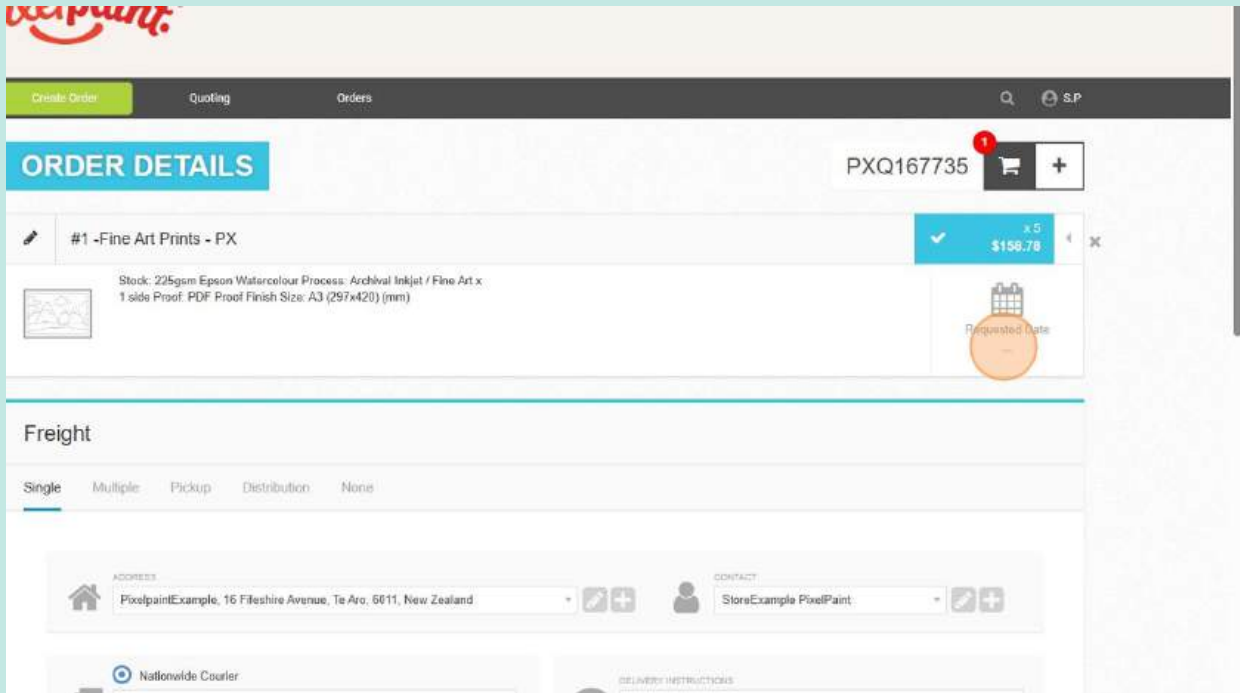 pixelpaint.
Create Order Quoting Orders S.P
ORDER DETAILS
PXQ167735 1 +
#1 -Fine Art Prints - PX
x 5
$158.78
Stock: 225gsm Epson Watercolour Process: Archival Inkjet / Fine Art x
1 side Proof: PDF Proof Finish Size: A3 (297x420) (mm)
Requested Date
...
Freight
Single Multiple Pickup Distribution None
ADDRESS
PixelpaintExample, 16 Fifeshire Avenue, Te Aro, 6011, New Zealand
CONTACT
StoreExample PixelPaint
Nationwide Courier
DELIVERY INSTRUCTIONS